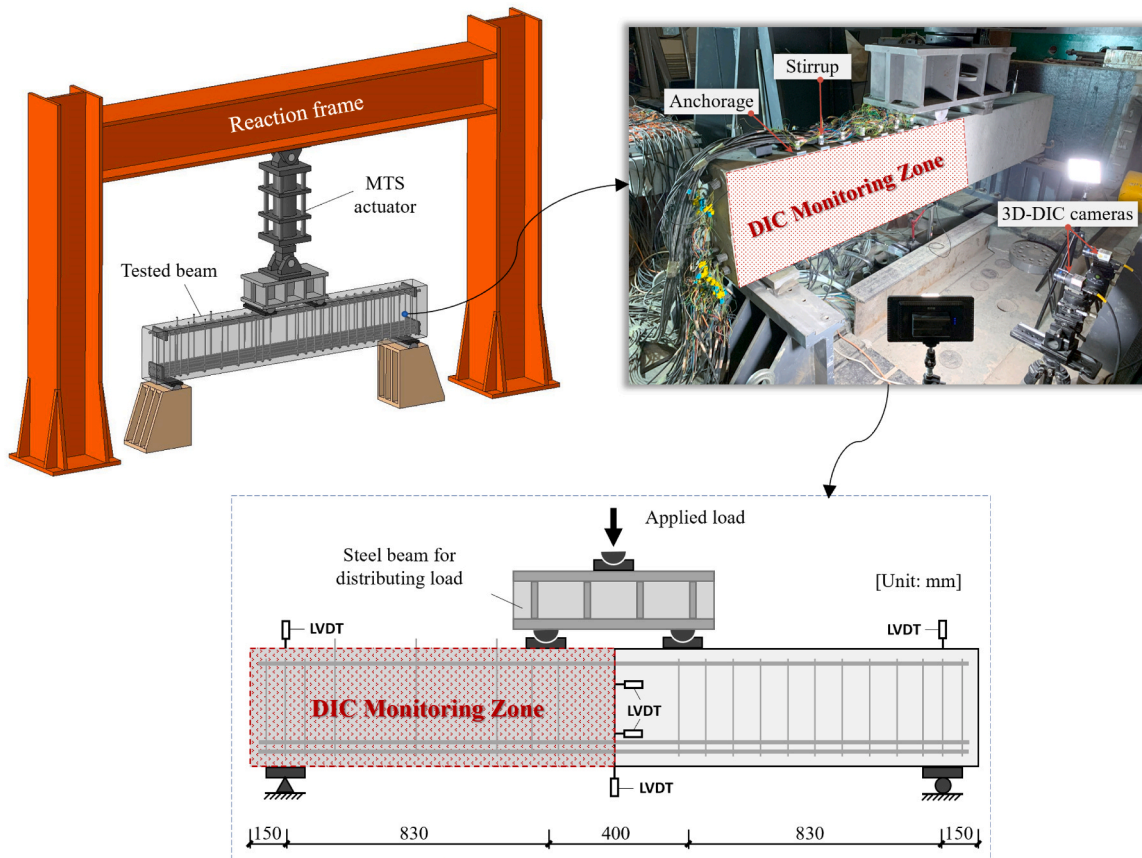 Reaction frame
MTS
actuator
Tested beam
Stirrup
Anchorage
DIC Monitoring Zone
3D-DIC cameras
Applied load
Steel beam for
distributing load
[Unit: mm]
LVDT
LVDT
DIC Monitoring Zone
LVDT
LVDT
150
830
400
830
150